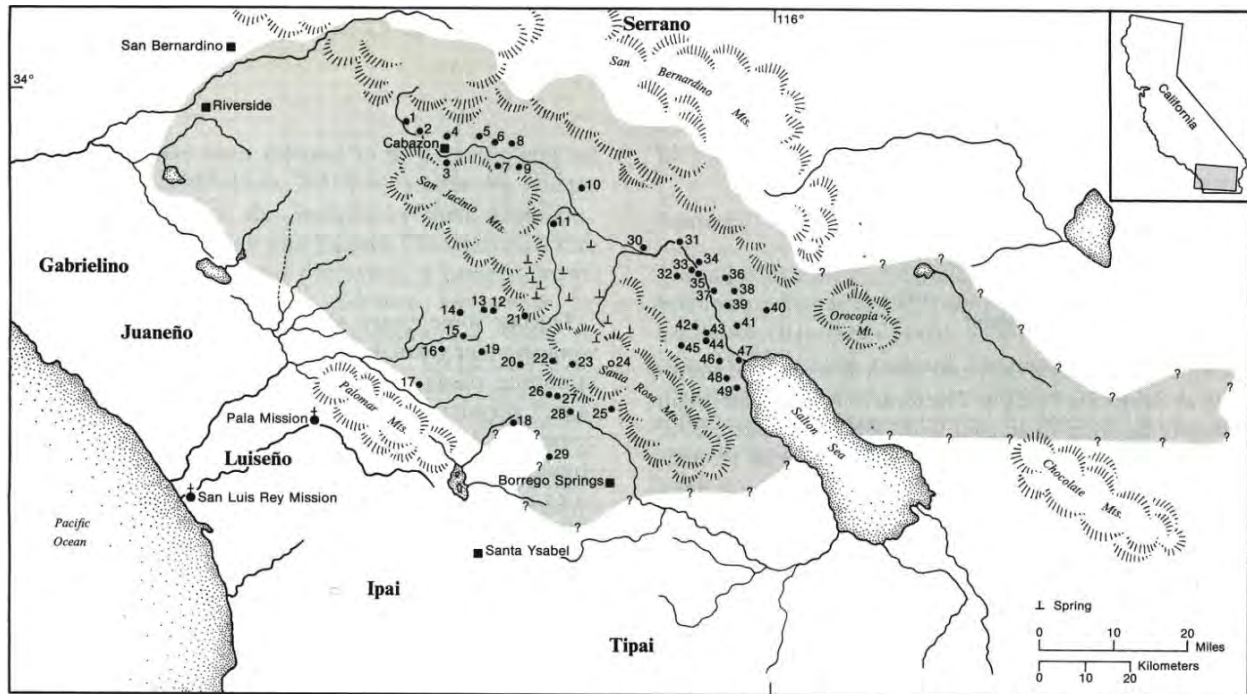 Serrano
116°
San Bernardino
San
Bernardino
Mts.
California
34°
Riverside
1
2
4
5
6
8
Cabazon
3
7
9
10
San Jacinto Mts.
11
30
31
Gabrielino
34
33
32
35
36
37
38
39
40
Orocopia
Mt.
Juaneño
14
13
12
21
42
43
41
15
44
45
16
19
20
22
23
24
46
47
17
Santa Rosa Mts.
48
49
26
27
28
25
Palomar Mts.
Pala Mission
18
Salton Sea
Luiseño
29
Chocolate Mts.
Borrego Springs
San Luis Rey Mission
Pacific
Ocean
Santa Ysabel
Ipai
Tipai
Spring
0
20
Miles
Kilometers
0
10
20
? ? ? ? ? ? ? ? ? ? ? ? ? ? ? ? ? ? ? ? ? ? ?